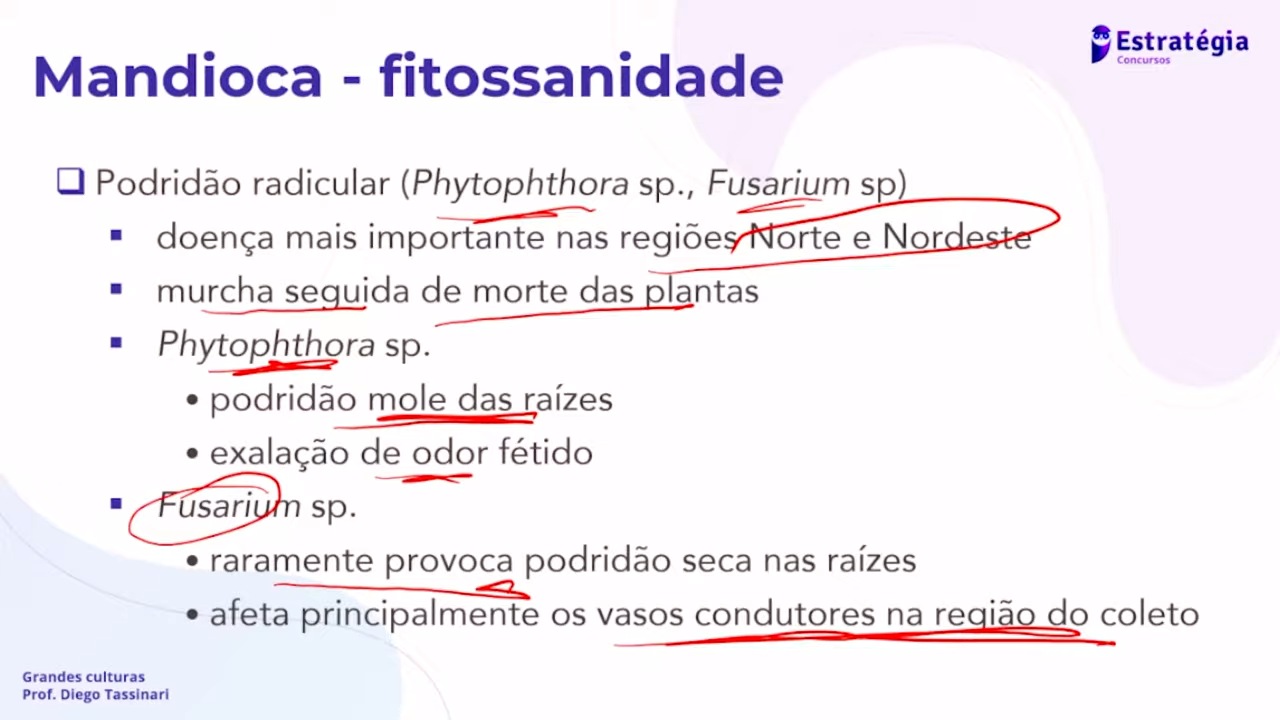 Estratégia
Concursos
Mandioca - fitossanidade
Podridão radicular (Phytophthora sp., Fusarium sp)
doença mais importante nas regiões Norte e Nordeste
murcha seguida de morte das plantas
Phytophthora sp.
podridão mole das raízes
exalação de odor fétido
Fusarium sp.
raramente provoca podridão seca nas raízes
afeta principalmente os vasos condutores na região do coleto
Grandes culturas
Prof. Diego Tassinari